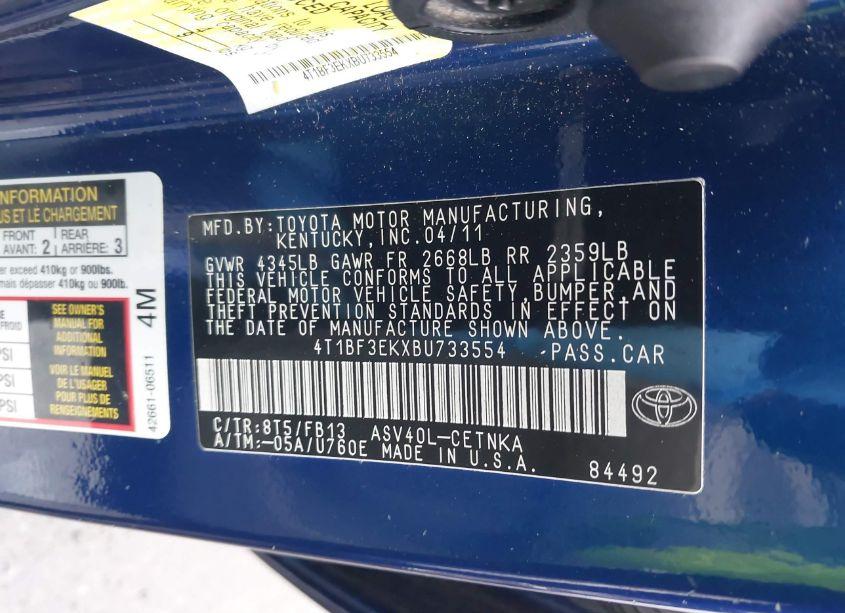 4T1BF3EKXBU733554
CAPACITY
INFORMATION
US ET LE CHARGEMENT
FRONT
AVANT: 2
REAR
ARRIÈRE: 3
er exceed 410kg or 900lbs.
mais dépasser 410kg ou 900lb.
SEE OWNER'S
MANUAL FOR
ADDITIONAL
INFORMATION
VOIR LE MANUEL
DE L'USAGER
POUR PLUS DE
RENSEIGNEMENTS
PSI
PSI
PSI
4M
42661-06511
MFD.BY:TOYOTA MOTOR MANUFACTURING,
KENTUCKY,INC.04/11
GVWR 4345LB GAWR FR 2668LB RR 2359LB
THIS VEHICLE CONFORMS TO ALL APPLICABLE
FEDERAL MOTOR VEHICLE SAFETY,BUMPER,AND
THEFT PREVENTION STANDARDS IN EFFECT ON
THE DATE OF MANUFACTURE SHOWN ABOVE.
4T1BF3EKXBU733554 -PASS.CAR
C/TR:8T5/FB13 ASV40L-CETNKA
A/TM:-05A/U760E MADE IN U.S.A.
84492